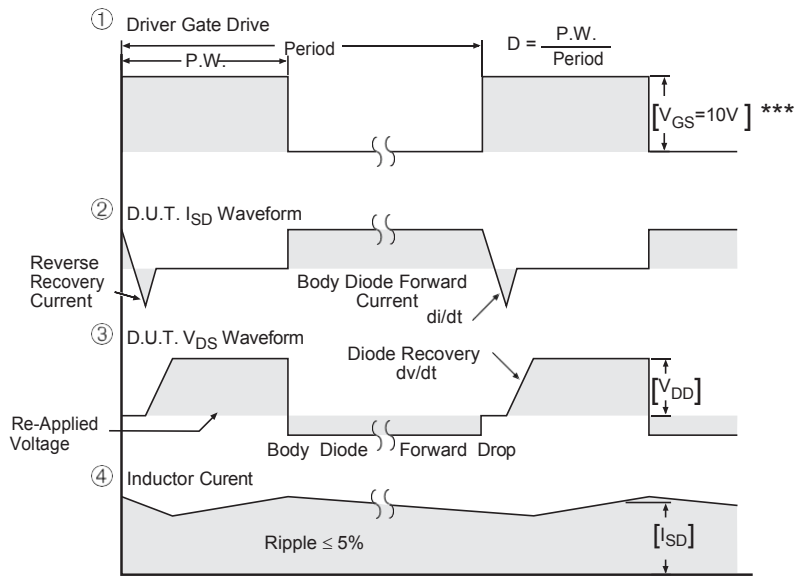 ① Driver Gate Drive
Period
P.W.
D = P.W.
Period
[VGS=10V] ***
② D.U.T. ISD Waveform
Reverse
Recovery
Current
Body Diode Forward
Current
di/dt
③ D.U.T. VDS Waveform
Diode Recovery
dv/dt
[VDD]
Re-Applied
Voltage
Body Diode Forward Drop
④ Inductor Curent
Ripple ≤ 5%
[ISD]